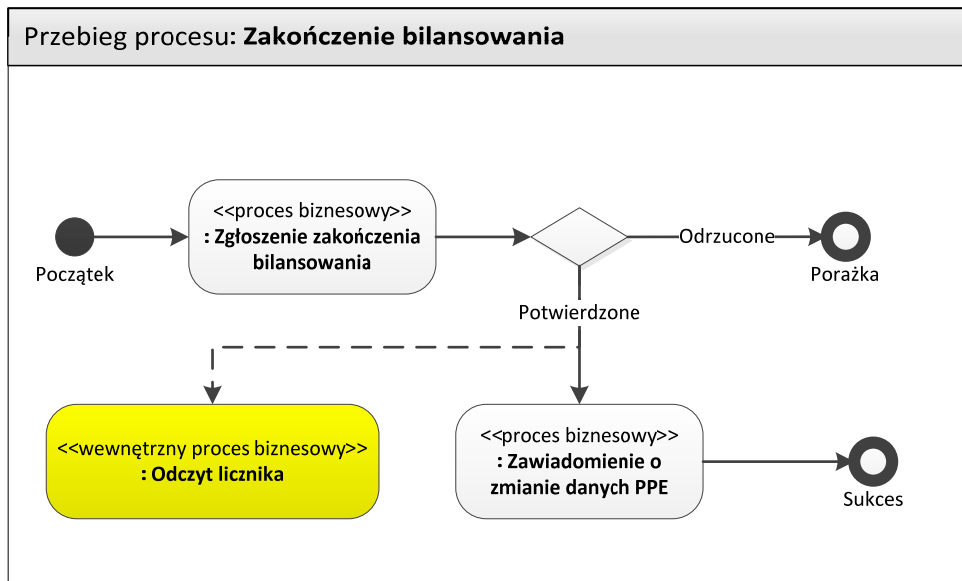 Przebieg procesu: Zakończenie bilansowania
<<proces biznesowy>>
: Zgłoszenie zakończenia
bilansowania
Początek
Odrzucone
Porażka
Potwierdzone
<<wewnętrzny proces biznesowy>>
: Odczyt licznika
<<proces biznesowy>>
: Zawiadomienie o
zmianie danych PPE
Sukces